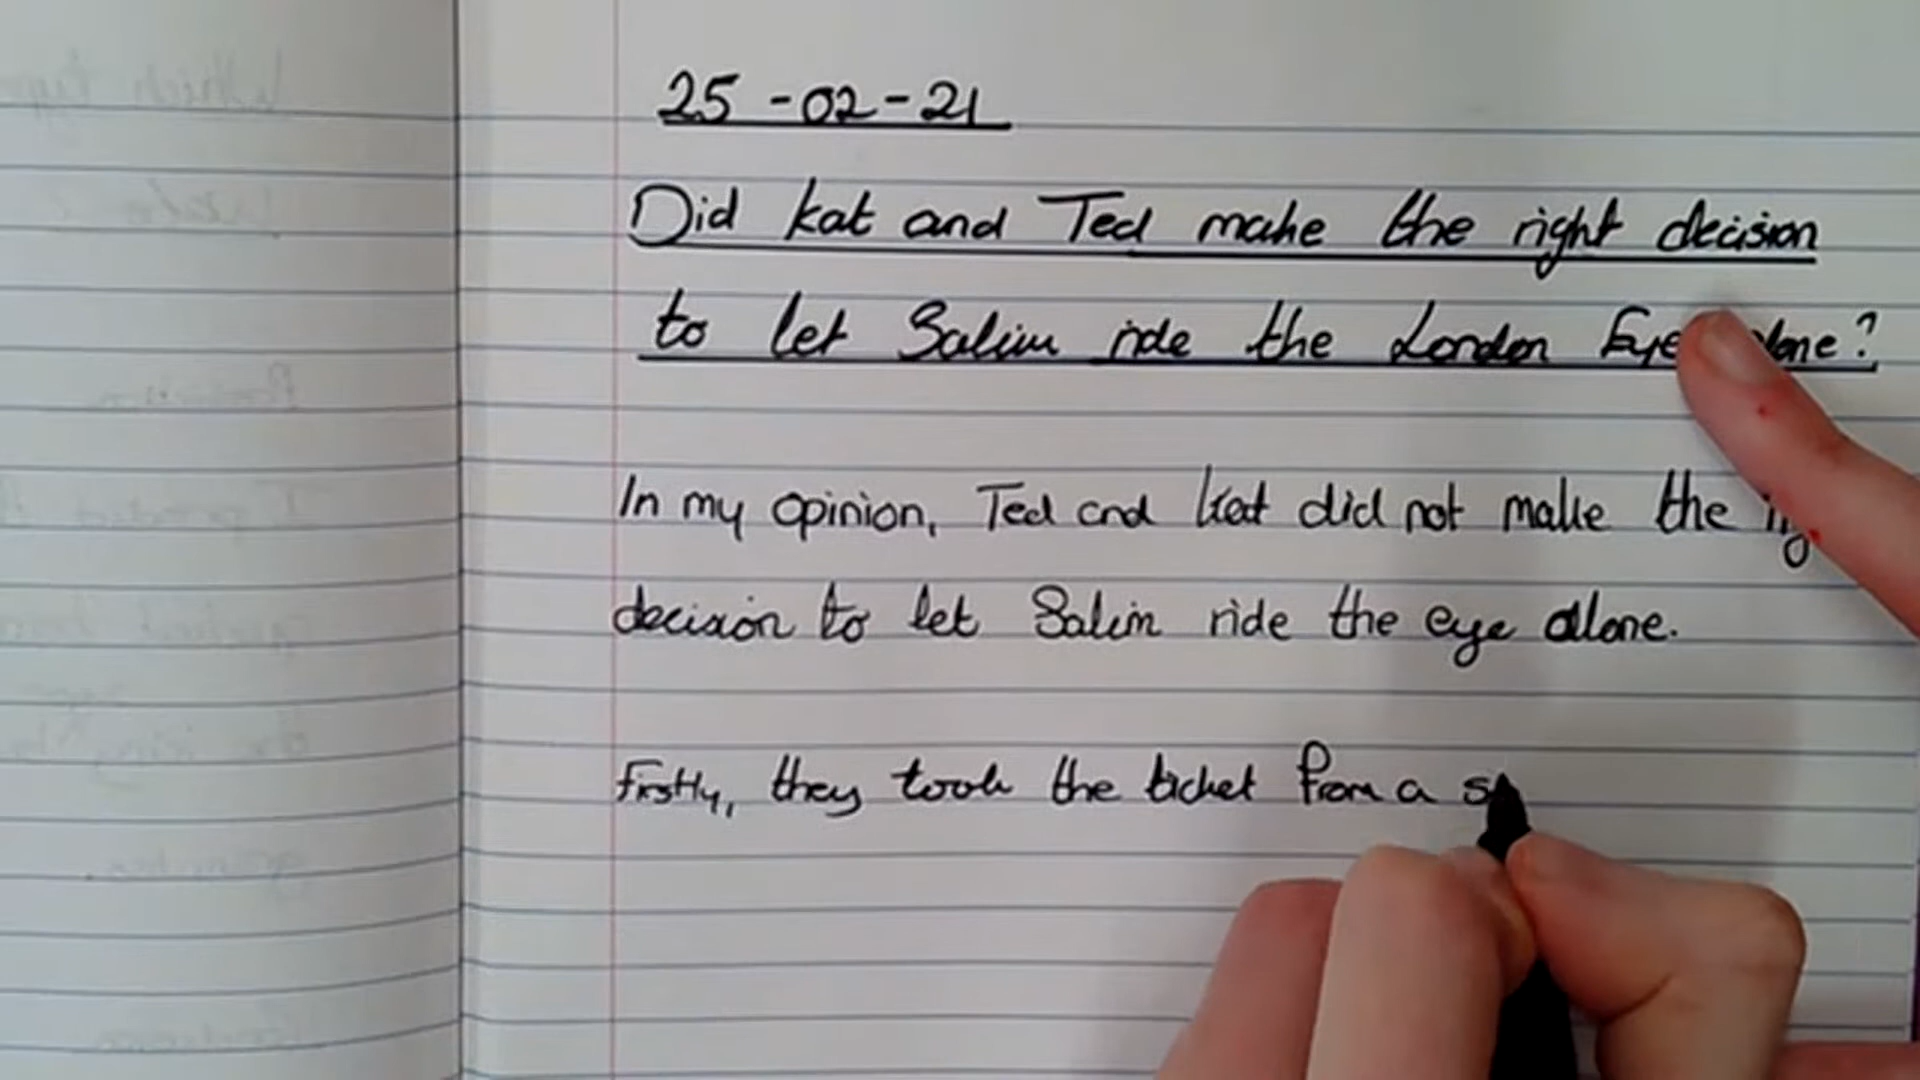 25-02-21
Did kat and Ted make the right decision
to let Salim ride the London Eye alone?
In my opinion, Ted and Kat did not make the
decision to let Salim ride the eye alone.
Firstly, they took the ticket from a